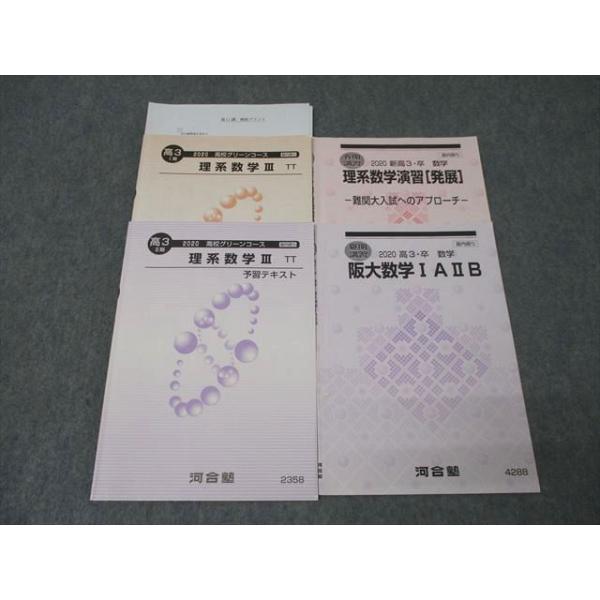 高3
2020 高校グリーンコース
理系数学Ⅲ TT
2020 新高3・卒 数学
理系数学演習[発展]
−難関大入試へのアプローチ−
高3
2020 高校グリーンコース
理系数学Ⅲ TT
予習テキスト
河合塾
2358
2020 高3・卒 数学
阪大数学ⅠAⅡB
河合塾
4288